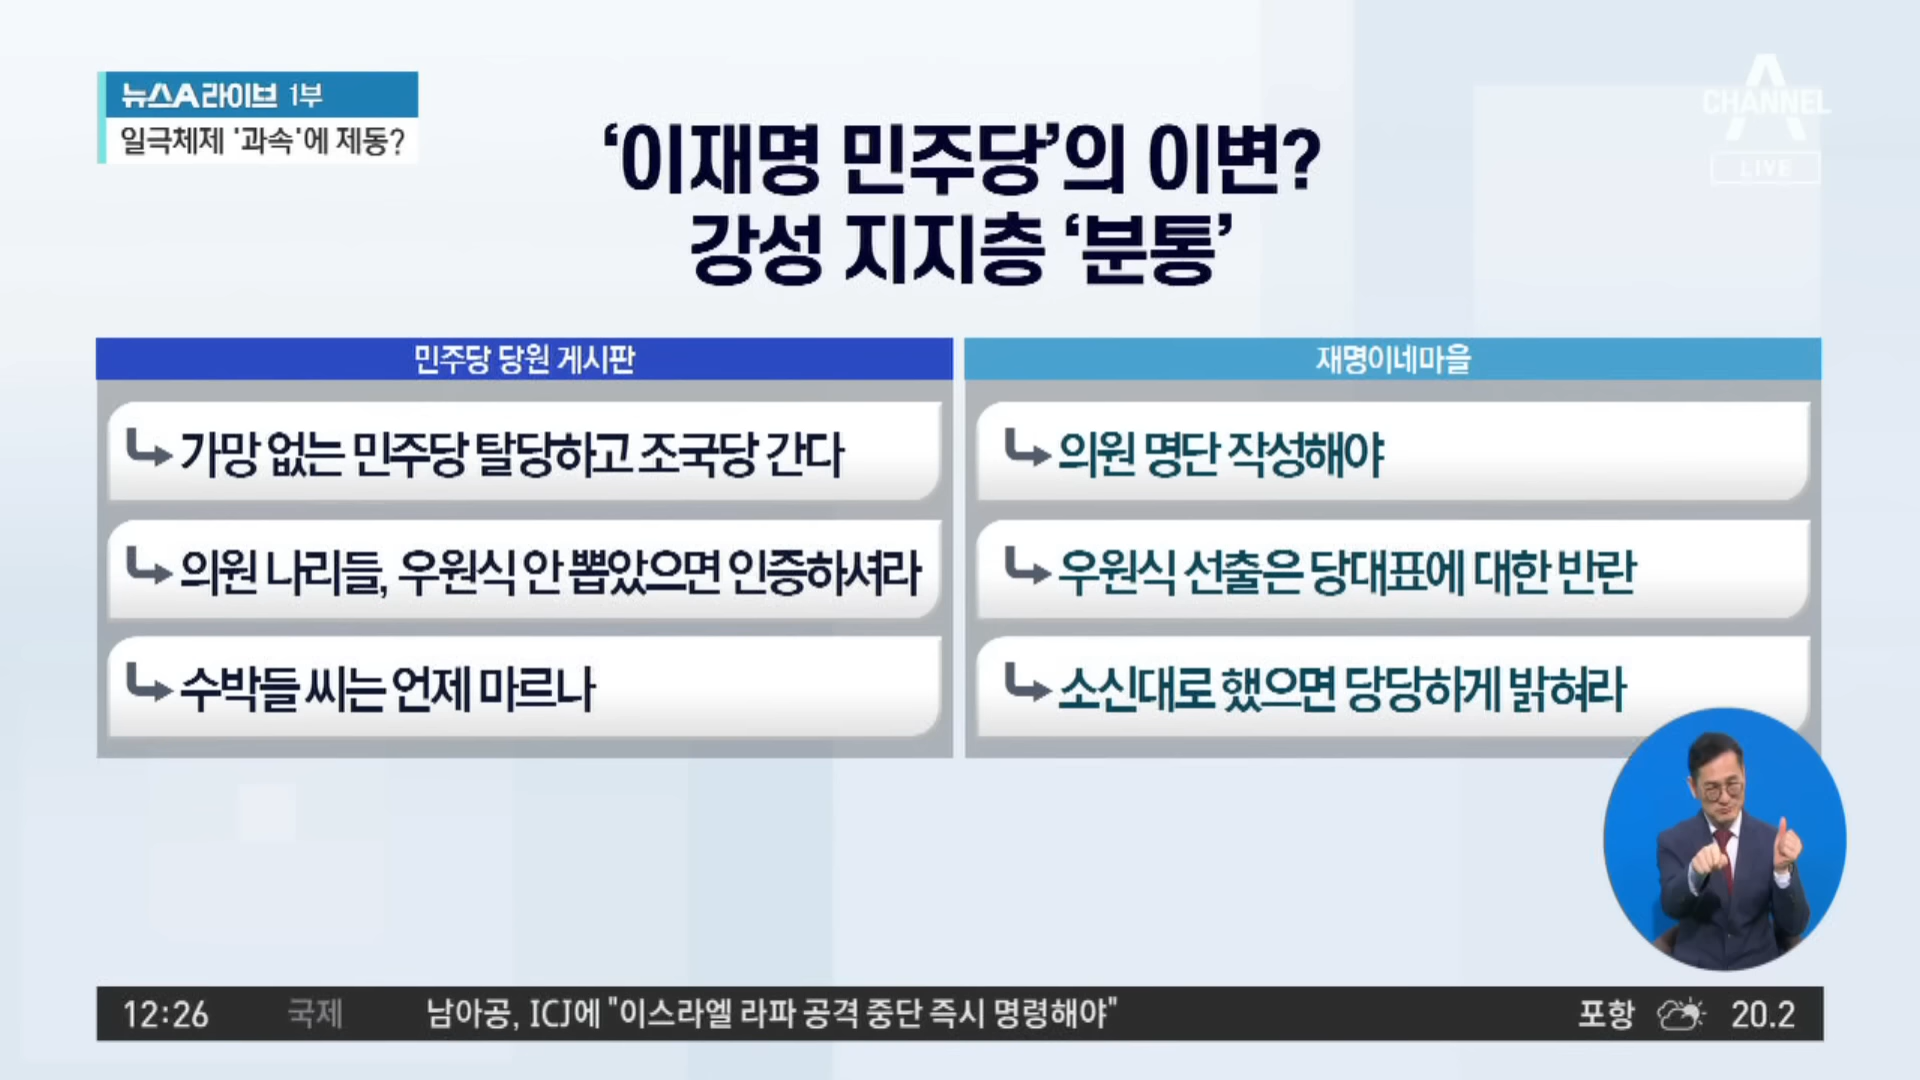 뉴스A라이브 1부
일극체제 '과속'에 제동?
CHANNEL A
LIVE
‘이재명 민주당’의 이변?
강성 지지층 ‘분통’
민주당 당원 게시판
가망 없는 민주당 탈당하고 조국당 간다
의원 나리들, 우원식 안 뽑았으면 인증하셔라
수박들 씨는 언제 마르나
재명이네마을
의원 명단 작성해야
우원식 선출은 당대표에 대한 반란
소신대로 했으면 당당하게 밝혀라
12:26 국제 남아공, ICJ에 "이스라엘 라파 공격 중단 즉시 명령해야" 포항 20.2